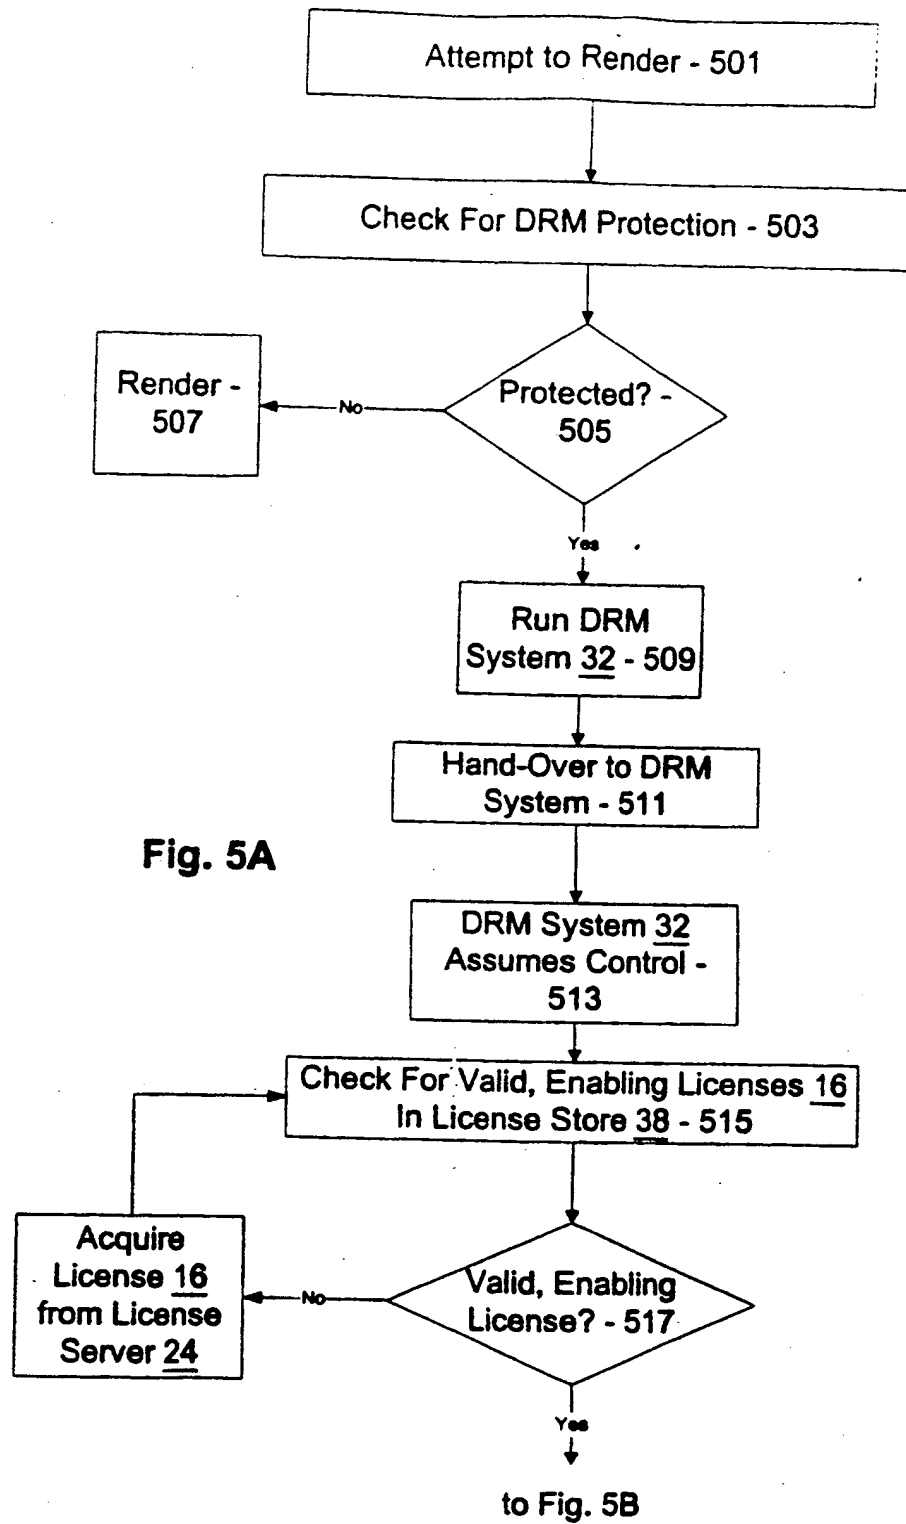 Attempt to Render - 501
Check For DRM Protection - 503
Render -
507
No
Protected? -
505
Yes
Run DRM
System 32 - 509
Hand-Over to DRM
System - 511
Fig. 5A
DRM System 32
Assumes Control -
513
Check For Valid, Enabling Licenses 16
In License Store 38 - 515
Acquire
License 16
from License
Server 24
No
Valid, Enabling
License? - 517
Yes
to Fig. 5B